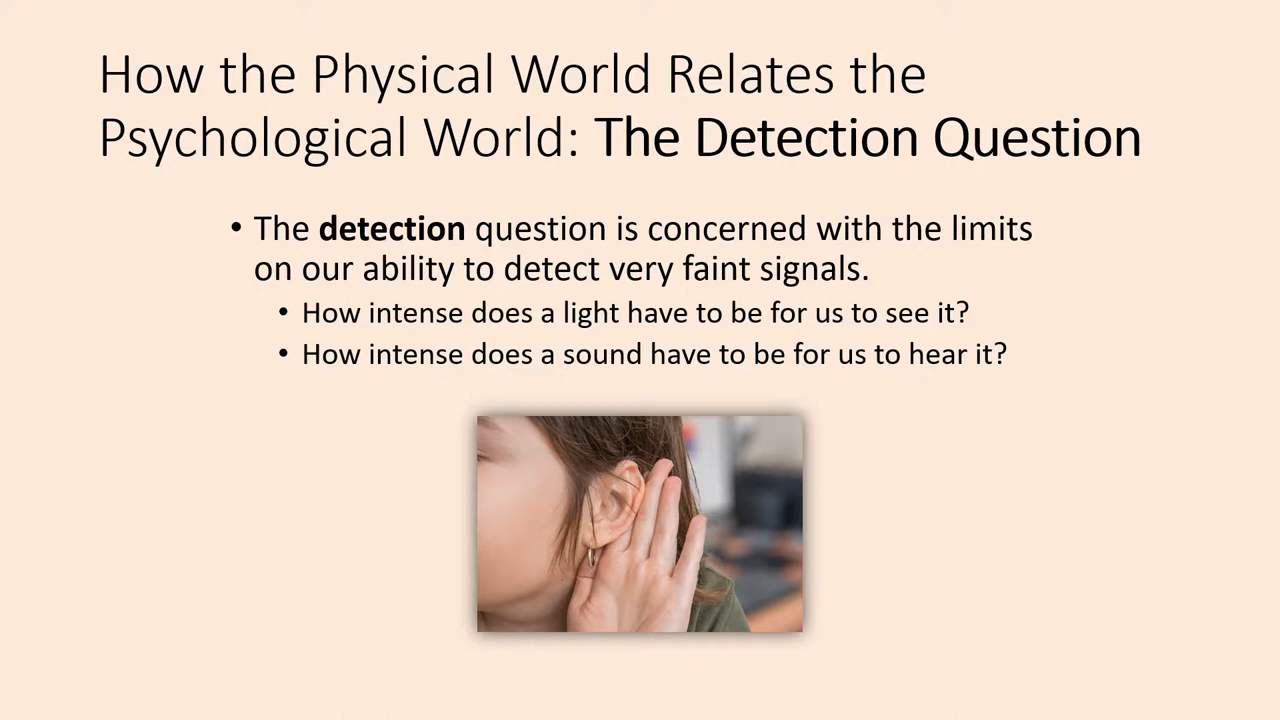 How the Physical World Relates the
Psychological World: The Detection Question
• The detection question is concerned with the limits
on our ability to detect very faint signals.
• How intense does a light have to be for us to see it?
• How intense does a sound have to be for us to hear it?